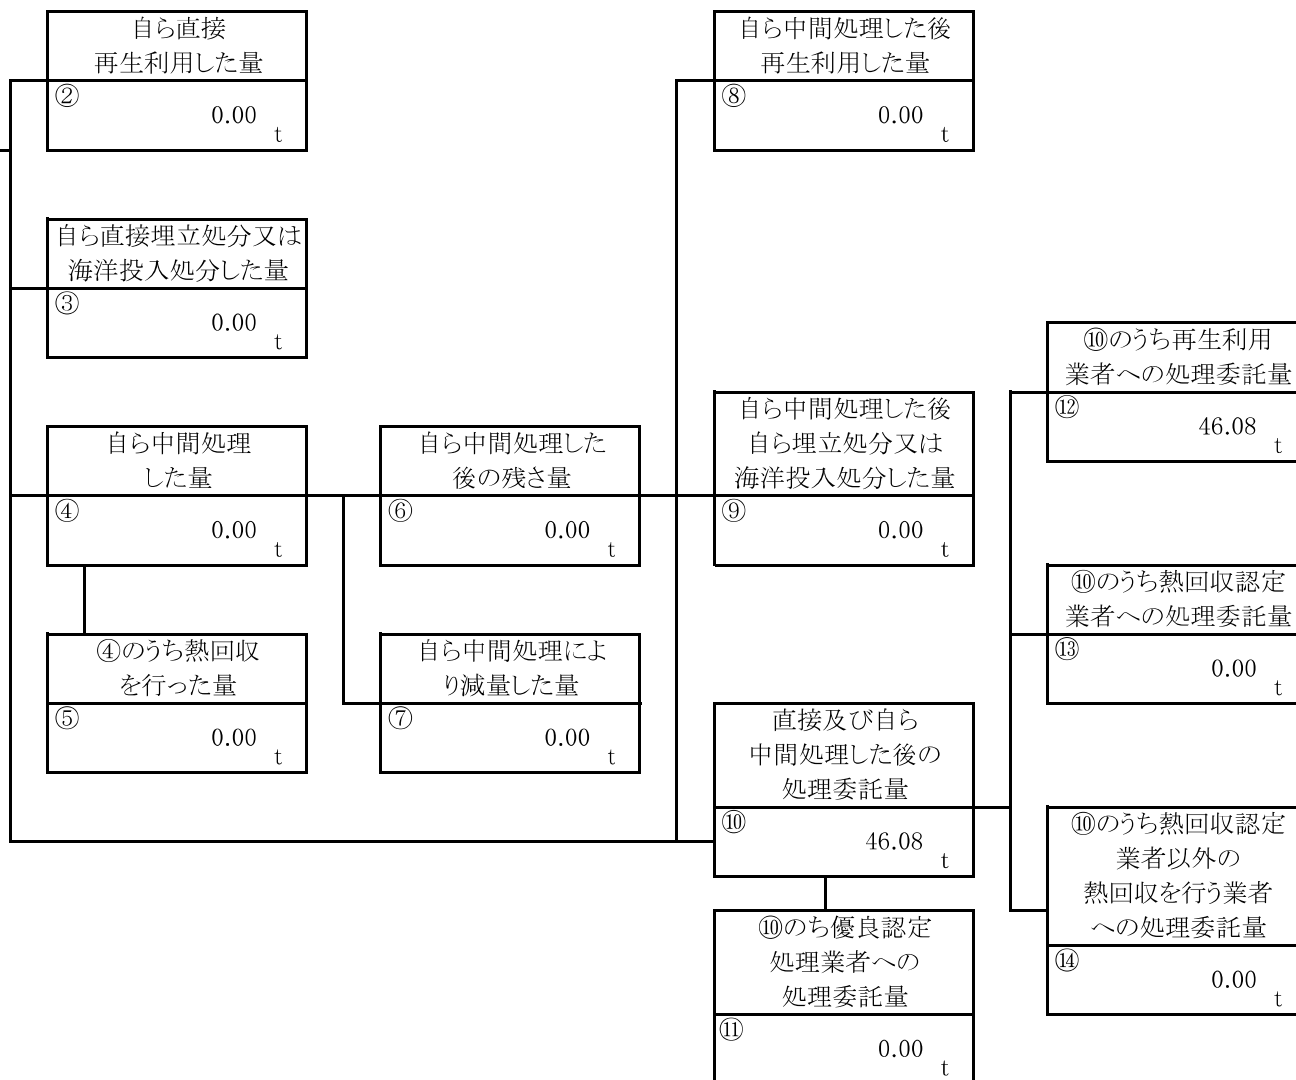 自ら直接
再生利用した量
②
0.00
t
自ら中間処理した後
再生利用した量
⑧
0.00
t
自ら直接埋立処分又は
海洋投入処分した量
③
0.00
t
⑩のうち再生利用
業者への処理委託量
⑫
46.08
t
自ら中間処理
した量
④
0.00
t
自ら中間処理した
後の残さ量
⑥
0.00
t
自ら中間処理した後
自ら埋立処分又は
海洋投入処分した量
⑨
0.00
t
⑩のうち熱回収認定
業者への処理委託量
⑬
0.00
t
④のうち熱回収
を行った量
⑤
0.00
t
自ら中間処理によ
り減量した量
⑦
0.00
t
直接及び自ら
中間処理した後の
処理委託量
⑩
46.08
t
⑩のうち熱回収認定
業者以外の
熱回収を行う業者
への処理委託量
⑭
0.00
t
⑩のち優良認定
処理業者への
処理委託量
⑪
0.00
t